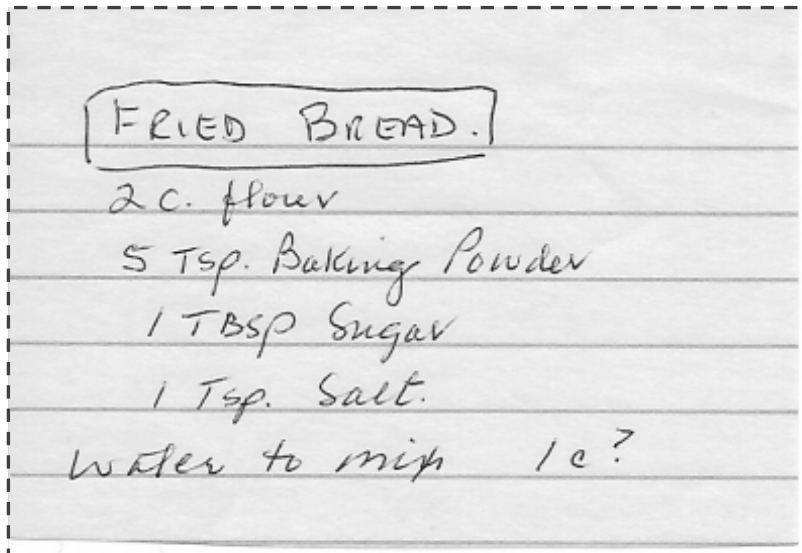 FRIED BREAD.
2 c. flour
5 Tsp. Baking Powder
1 TBSP Sugar
1 Tsp. Salt.
Water to mix 1 c?